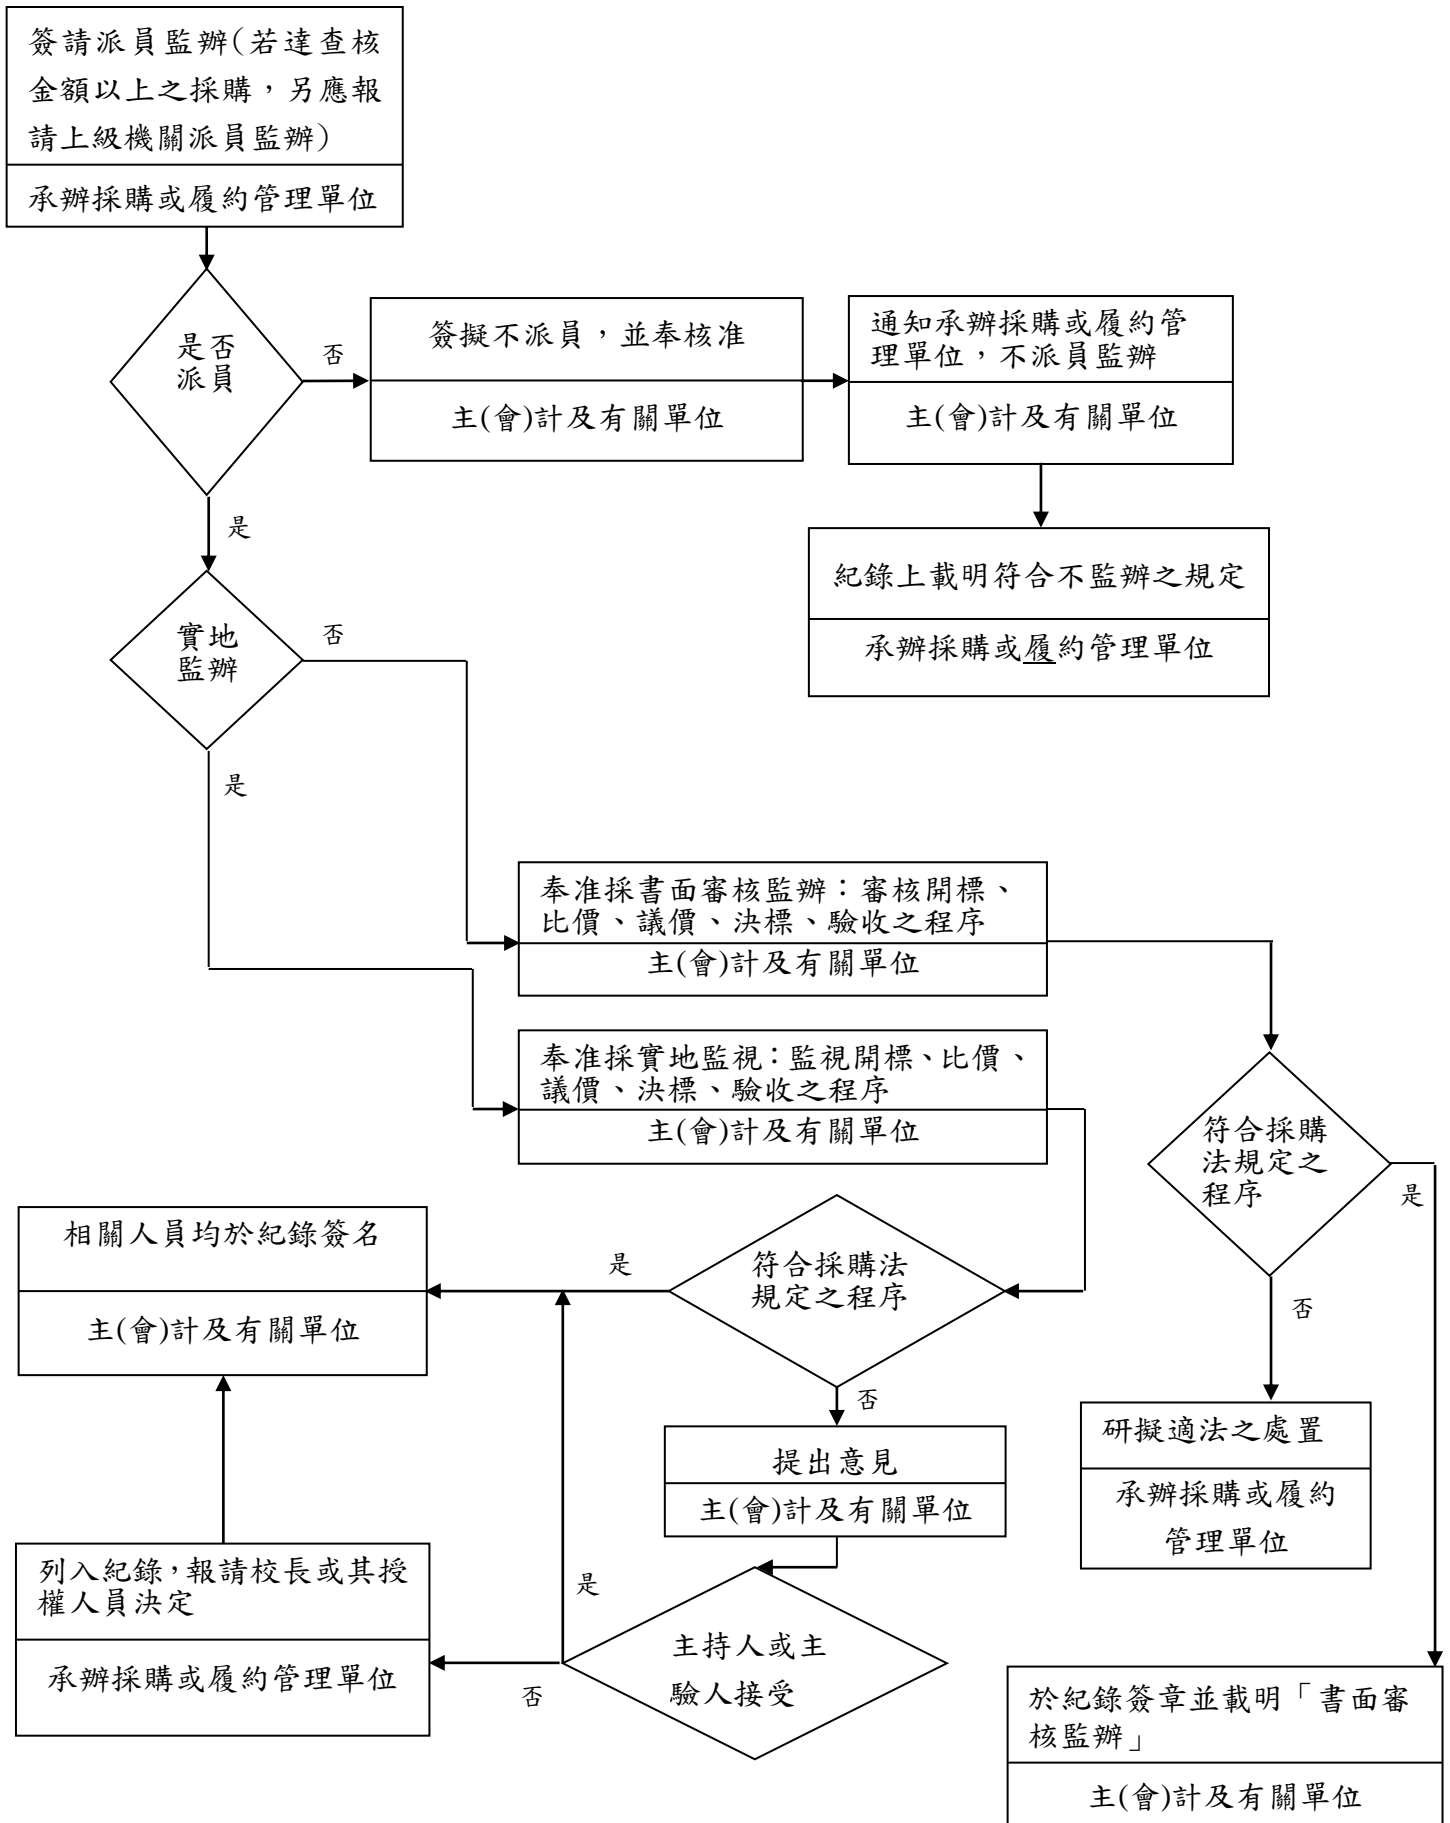 簽請派員監辦(若達查核
金額以上之採購，另應報
請上級機關派員監辦)
承辦採購或履約管理單位
是否
派員
否
簽擬不派員，並奉核准
主(會)計及有關單位
通知承辦採購或履約管
理單位，不派員監辦
主(會)計及有關單位
是
紀錄上載明符合不監辦之規定
承辦採購或履約管理單位
實地
監辦
否
是
奉准採書面審核監辦：審核開標、
比價、議價、決標、驗收之程序
主(會)計及有關單位
奉准採實地監視：監視開標、比價、
議價、決標、驗收之程序
主(會)計及有關單位
符合採購
法規定之
程序
是
否
相關人員均於紀錄簽名
主(會)計及有關單位
是
符合採購法
規定之程序
否
提出意見
主(會)計及有關單位
研擬適法之處置
承辦採購或履約
管理單位
列入紀錄，報請校長或其授
權人員決定
承辦採購或履約管理單位
是
否
主持人或主
驗人接受
於紀錄簽章並載明「書面審
核監辦」
主(會)計及有關單位